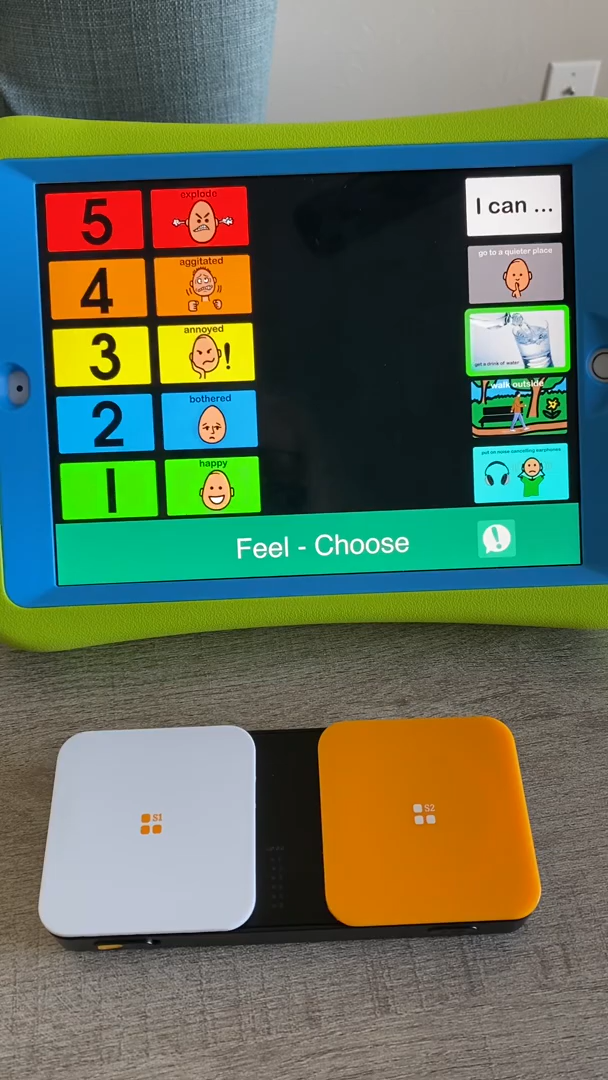 5
explode
4
aggitated
3
annoyed
!
2
bothered
1
happy
I can ...
go to a quieter place
get a drink of water
walk outside
put on noise cancelling earphones
Feel - Choose
!
S1
S2